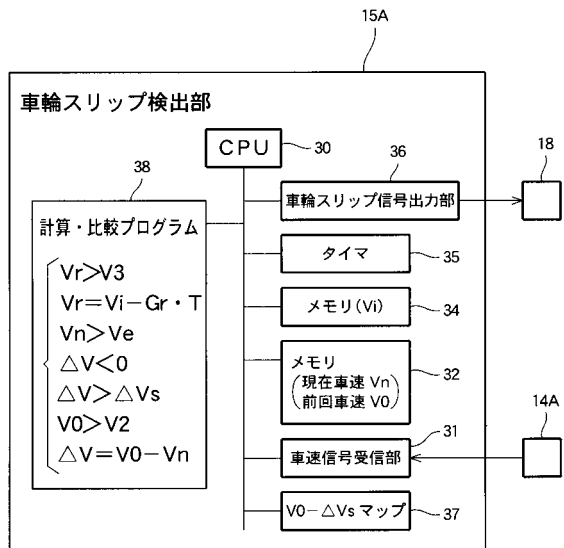 15A
車輪スリップ検出部
CPU
30
38
36
18
計算・比較プログラム
車輪スリップ信号出力部
Vr>V3
タイマ
35
Vr=Vi−Gr・T
メモリ(Vi)
34
Vn>Ve
△V<0
メモリ
(現在車速 Vn)
(前回車速 V0)
32
△V>△Vs
V0>V2
31
14A
△V=V0−Vn
車速信号受信部
V0−△Vs マップ
37